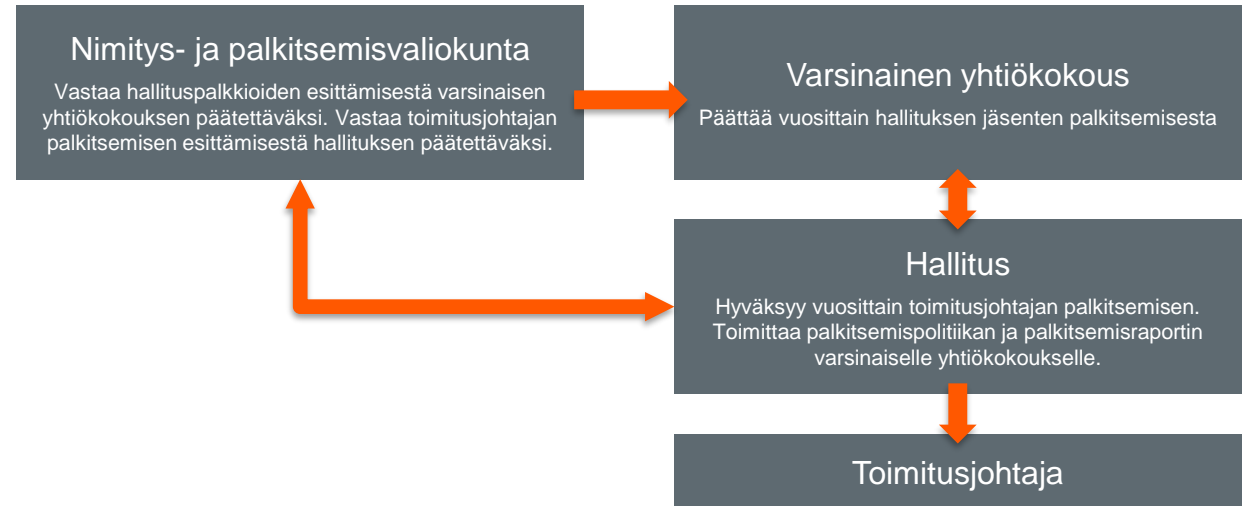 Nimitys- ja palkitsemisvaliokunta
Vastaa hallituspalkkioiden esittämisestä varsinaisen
yhtiökokouksen päätettäväksi. Vastaa toimitusjohtajan
palkitsemisen esittämisestä hallituksen päätettäväksi.
Varsinainen yhtiökokous
Päättää vuosittain hallituksen jäsenten palkitsemisesta
Hallitus
Hyväksyy vuosittain toimitusjohtajan palkitsemisen.
Toimittaa palkitsemispolitiikan ja palkitsemisraportin
varsinaiselle yhtiökokoukselle.
Toimitusjohtaja